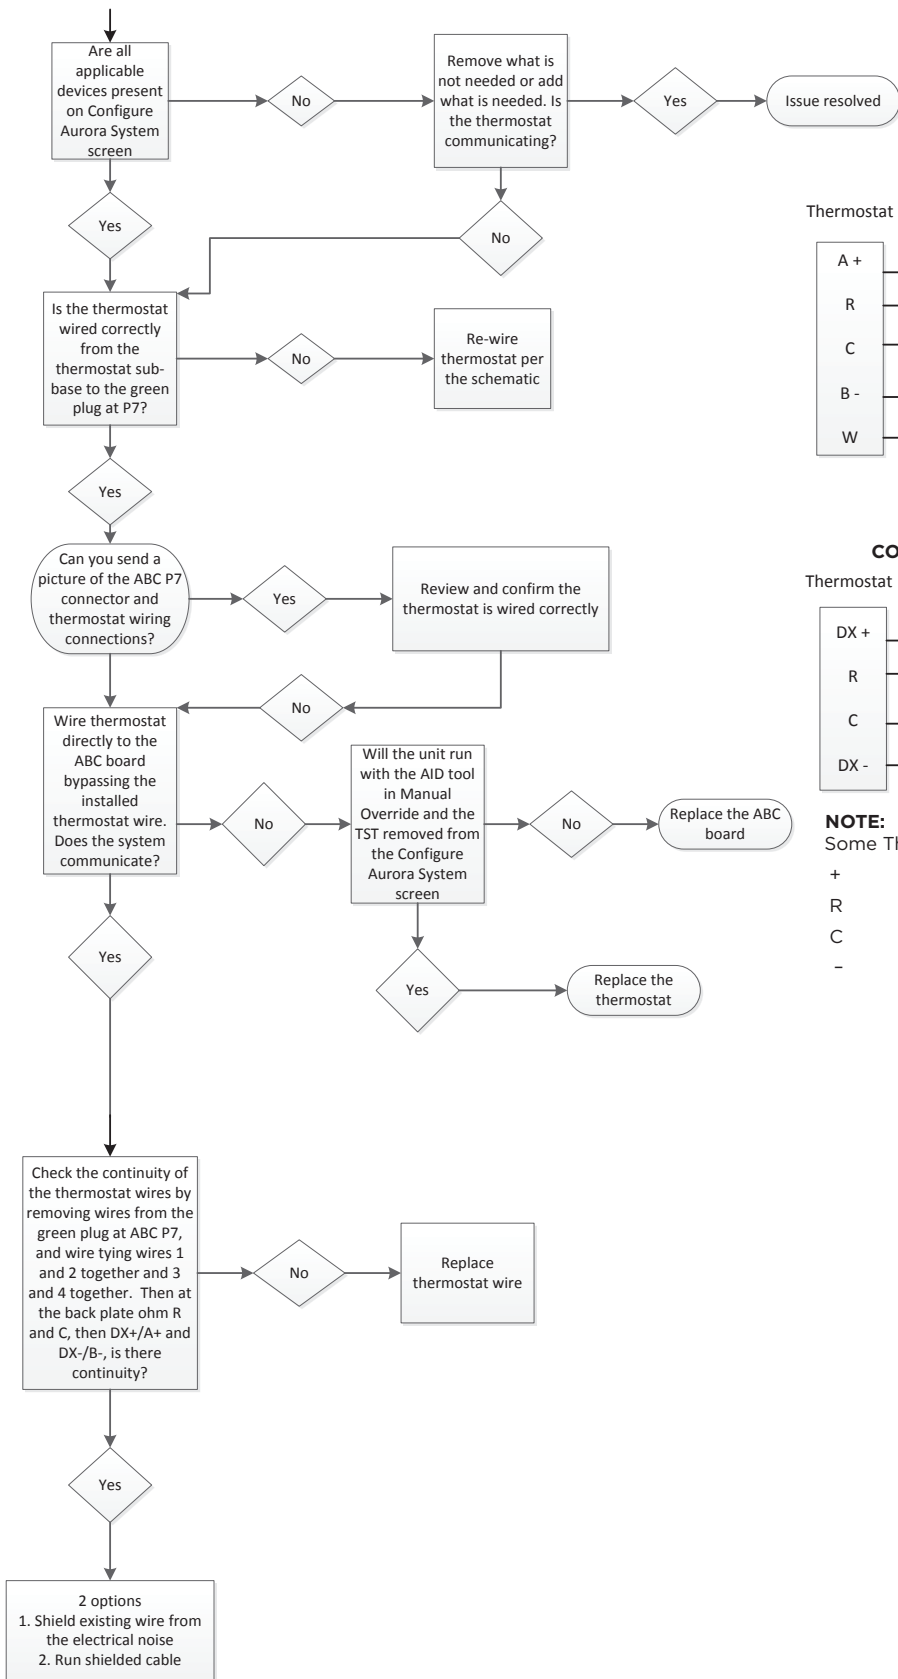 Are all
applicable
devices present
on Configure
Aurora System
screen
No
Remove what is
not needed or add
what is needed. Is
the thermostat
communicating?
Yes
Issue resolved
Yes
No
Is the thermostat
wired correctly
from the
thermostat sub-
base to the green
plug at P7?
No
Re-wire
thermostat per
the schematic
Yes
Can you send a
picture of the ABC P7
connector and
thermostat wiring
connections?
Yes
Review and confirm the
thermostat is wired correctly
No
Wire thermostat
directly to the
ABC board
bypassing the
installed
thermostat wire.
Does the system
communicate?
No
Will the unit run
with the AID tool
in Manual
Override and the
TST removed from
the Configure
Aurora System
screen
No
Replace the ABC
board
Yes
Yes
Replace the
thermostat
Check the continuity of
the thermostat wires by
removing wires from the
green plug at ABC P7,
and wire tying wires 1
and 2 together and 3
and 4 together. Then at
the back plate ohm R
and C, then DX+/A+ and
DX-/B-, is there
continuity?
No
Replace
thermostat wire
Yes
2 options
1. Shield existing wire from
the electrical noise
2. Run shielded cable
Thermostat
A +
R
C
B -
W
CO
Thermostat
DX +
R
C
DX -
NOTE:
Some Th
+
R
C
–